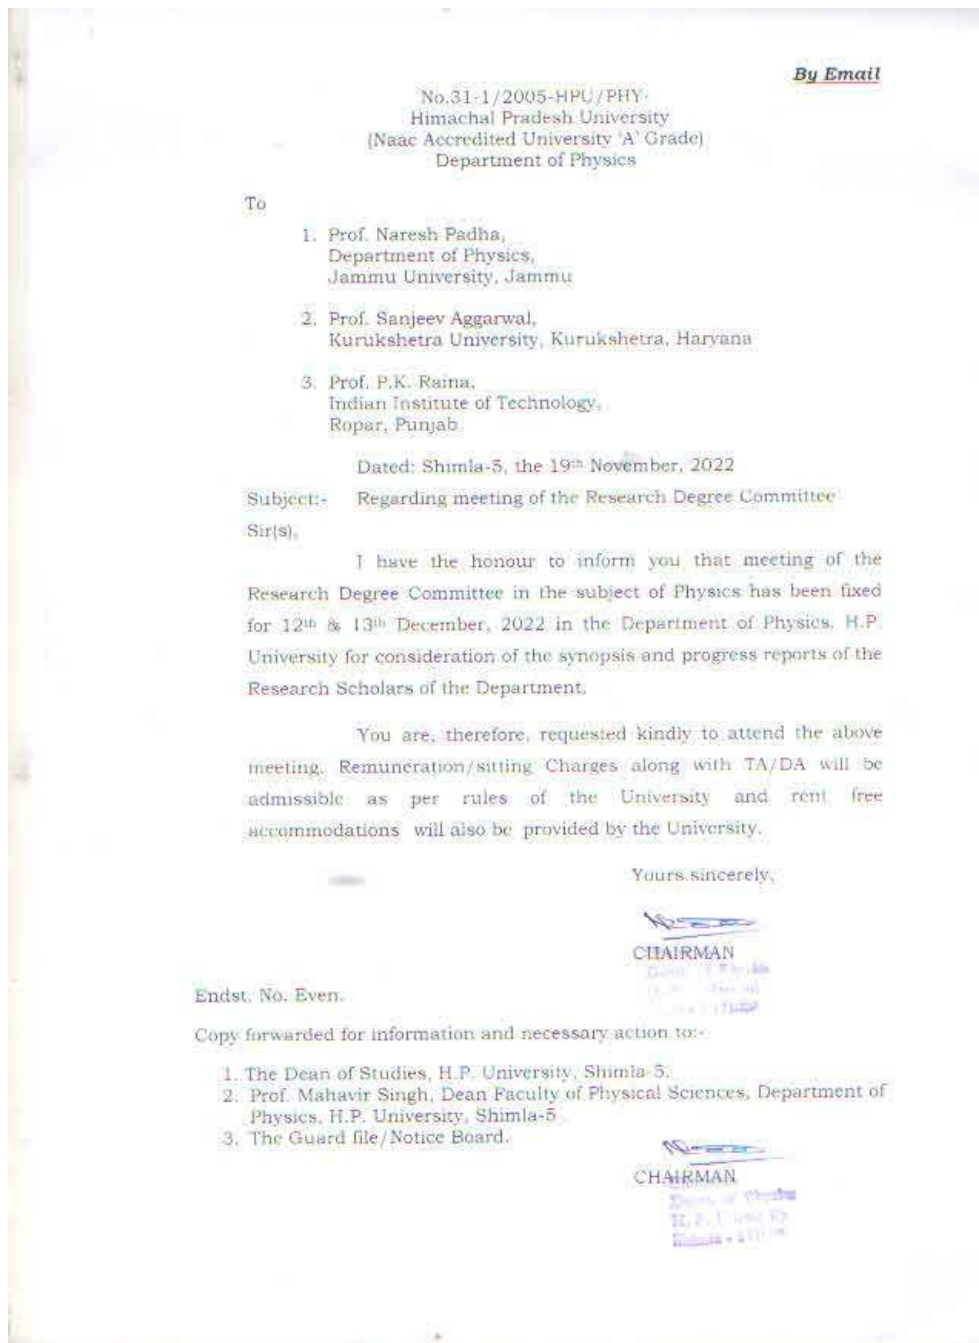 By Email
No.31-1/2005-HPU/PHY-
Himachal Pradesh University
(Naac Accredited University 'A' Grade)
Department of Physics
To
1. Prof. Naresh Padha,
Department of Physics,
Jammu University, Jammu
2. Prof. Sanjeev Aggarwal,
Kurukshetra University, Kurukshetra, Haryana
3. Prof. P.K. Raina,
Indian Institute of Technology,
Ropar, Punjab
Dated: Shimla-5, the 19th November, 2022
Subject:- Regarding meeting of the Research Degree Committee
Sir(s),
I have the honour to inform you that meeting of the
Research Degree Committee in the subject of Physics has been fixed
for 12th & 13th December, 2022 in the Department of Physics, H.P.
University for consideration of the synopsis and progress reports of the
Research Scholars of the Department.
You are, therefore, requested kindly to attend the above
meeting. Remuneration/sitting Charges along with TA/DA will be
admissible as per rules of the University and rent free
accommodations will also be provided by the University.
Yours sincerely,
CHAIRMAN
Endst. No. Even.
Copy forwarded for information and necessary action to:-
1. The Dean of Studies, H.P. University, Shimla-5.
2. Prof. Mahavir Singh, Dean Faculty of Physical Sciences, Department of
Physics, H.P. University, Shimla-5
3. The Guard file/Notice Board.
CHAIRMAN